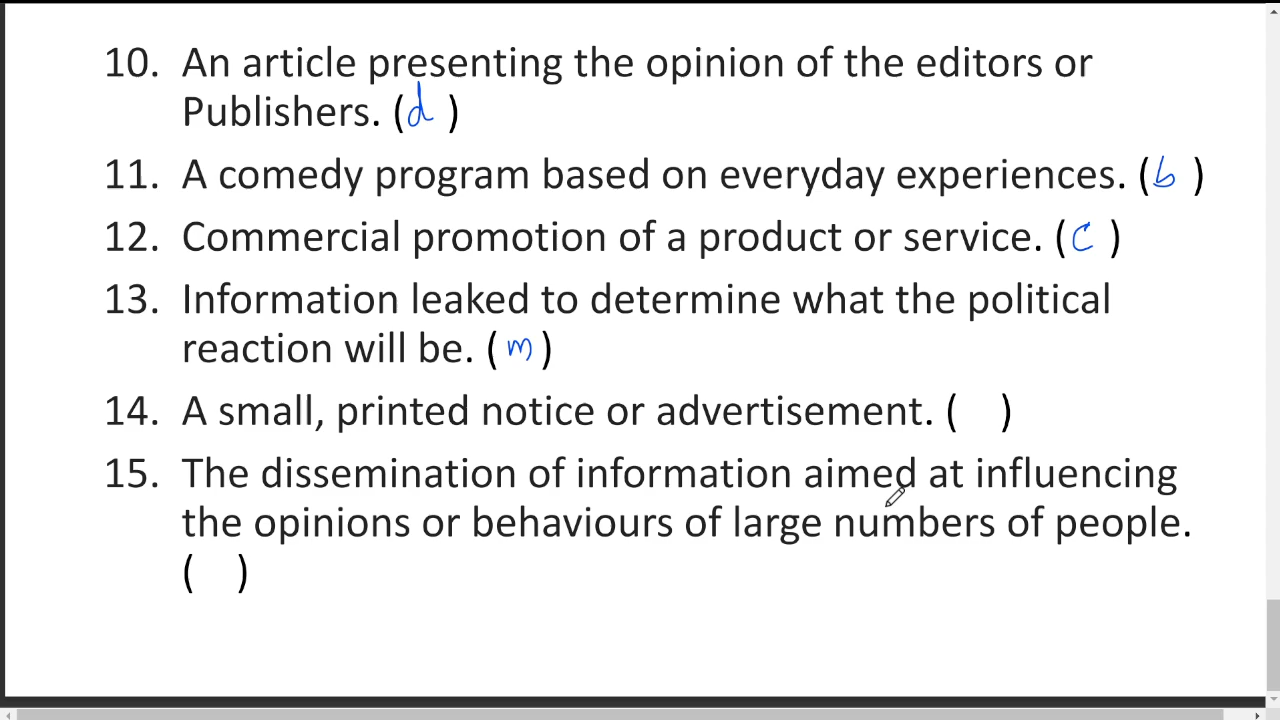 10. An article presenting the opinion of the editors or
Publishers. (d )
11. A comedy program based on everyday experiences. (b )
12. Commercial promotion of a product or service. (c )
13. Information leaked to determine what the political
reaction will be. ( m )
14. A small, printed notice or advertisement. ( )
15. The dissemination of information aimed at influencing
the opinions or behaviours of large numbers of people.
( )